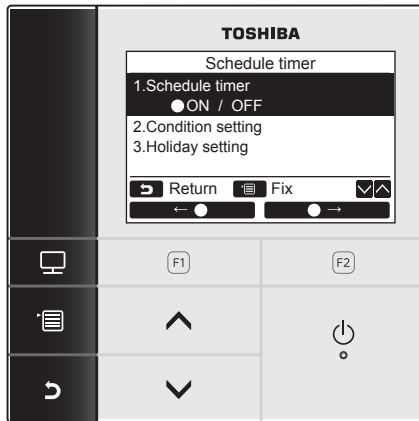 TOSHIBA
Schedule timer
1.Schedule timer
●ON / OFF
2.Condition setting
3.Holiday setting
Return Fix
← ● ● →
F1 F2